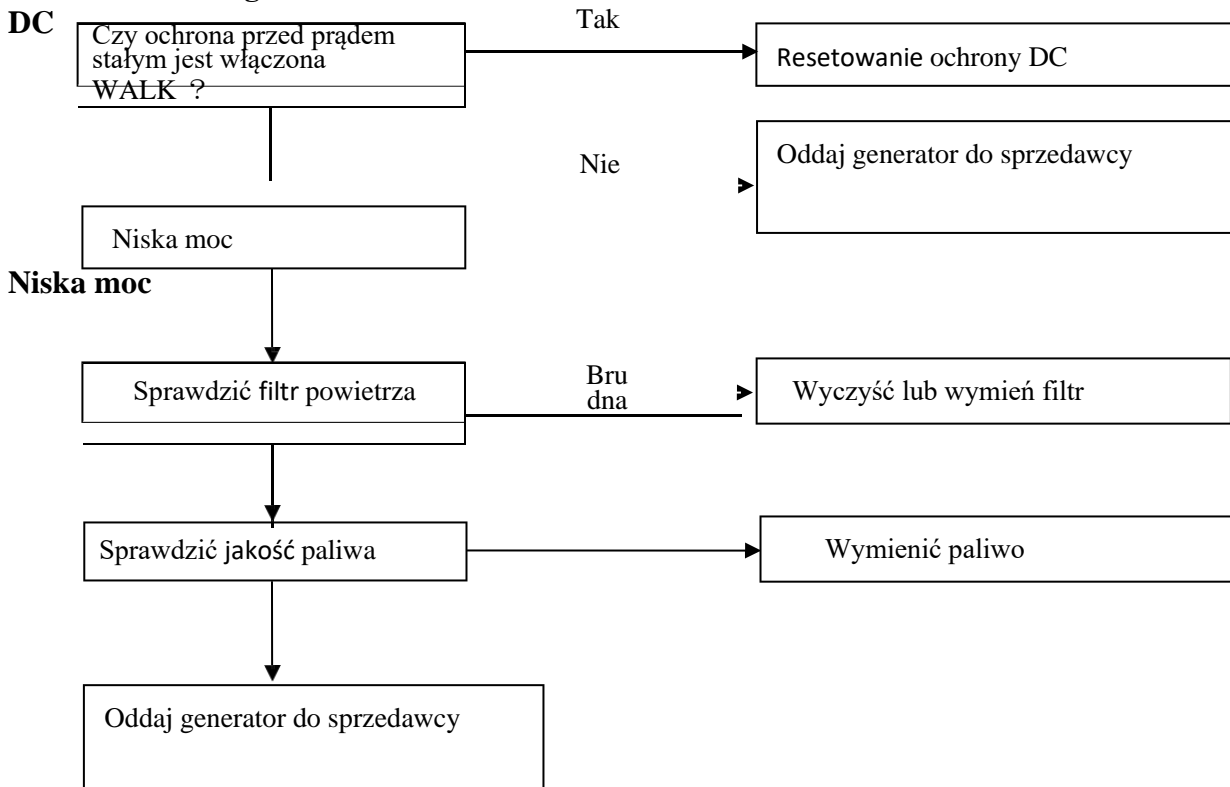 DC
Czy ochrona przed prądem
stałym jest włączona
WALK ?
Tak
Resetowanie ochrony DC
Nie
Oddaj generator do sprzedawcy
Niska moc
Niska moc
Sprawdzić filtr powietrza
Bru
dna
Wyczyść lub wymień filtr
Sprawdzić jakość paliwa
Wymienić paliwo
Oddaj generator do sprzedawcy